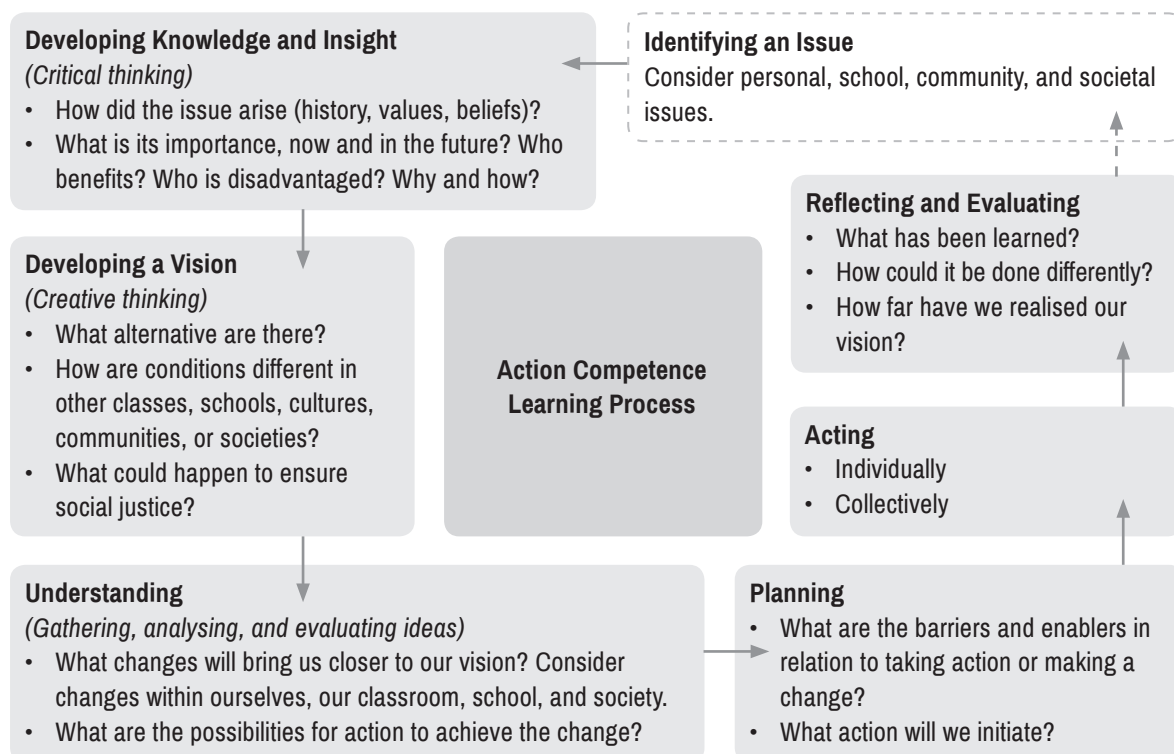 Developing Knowledge and Insight
(Critical thinking)
• How did the issue arise (history, values, beliefs)?
• What is its importance, now and in the future? Who
benefits? Who is disadvantaged? Why and how?
Identifying an Issue
Consider personal, school, community, and societal
issues.
Developing a Vision
(Creative thinking)
• What alternative are there?
• How are conditions different in
other classes, schools, cultures,
communities, or societies?
• What could happen to ensure
social justice?
Action Competence
Learning Process
Reflecting and Evaluating
• What has been learned?
• How could it be done differently?
• How far have we realised our
vision?
Acting
• Individually
• Collectively
Understanding
(Gathering, analysing, and evaluating ideas)
• What changes will bring us closer to our vision? Consider
changes within ourselves, our classroom, school, and society.
• What are the possibilities for action to achieve the change?
Planning
• What are the barriers and enablers in
relation to taking action or making a
change?
• What action will we initiate?